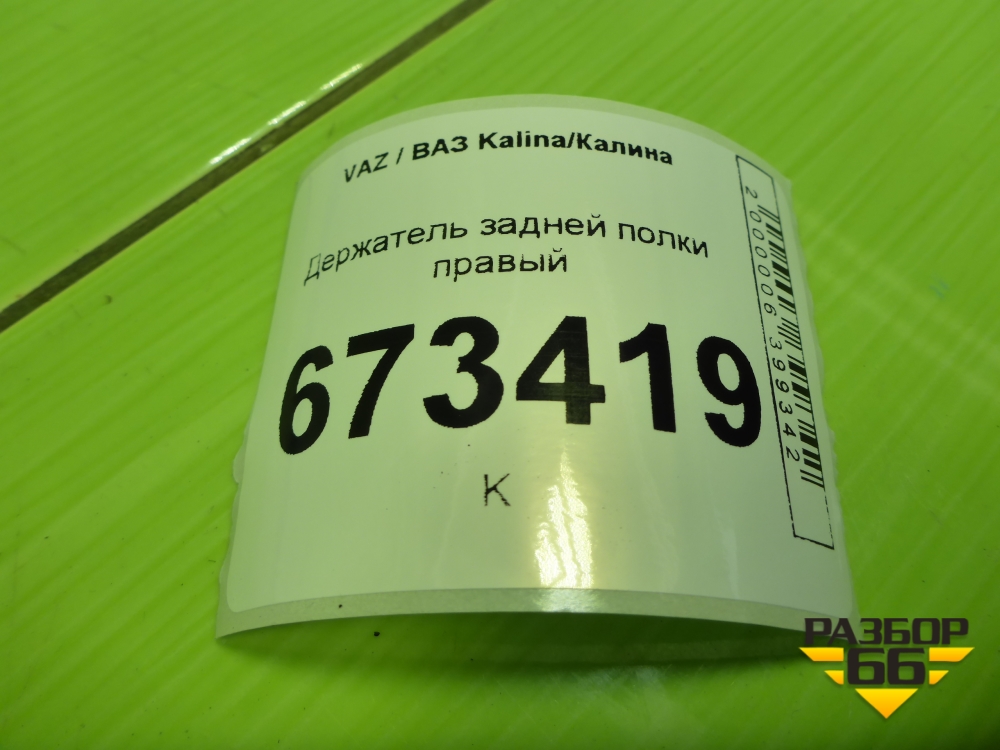 VAZ / ВАЗ Kalina/Калина
Держатель задней полки
правый
673419
К
2000006399342
РАЗБОР
66